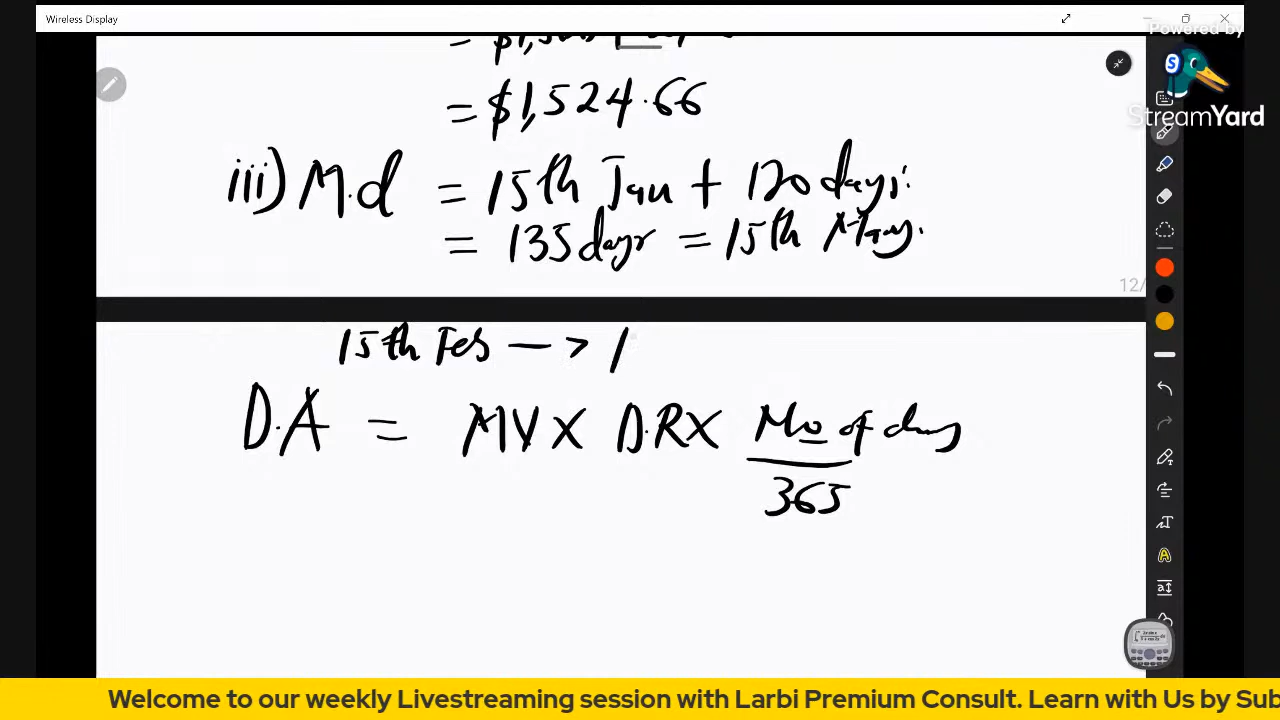 Wireless Display
Powered by
StreamYard
= $1,524.66
iii) M.d = 15th Jan + 120 days.
= 135 days = 15th May.
12/
15th Feb —> 1
D.A = MV X D.R X No of days
365
Welcome to our weekly Livestreaming session with Larbi Premium Consult. Learn with Us by Sub